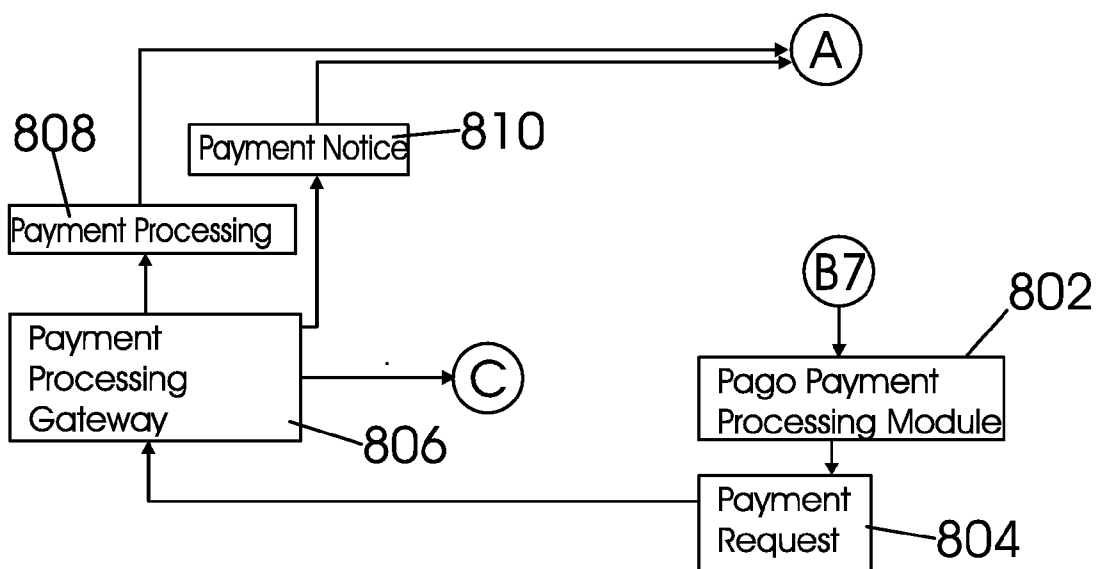 A
808
810
Payment Notice
Payment Processing
B7
802
Payment
Processing
Gateway
C
Pago Payment
Processing Module
806
Payment
Request
804